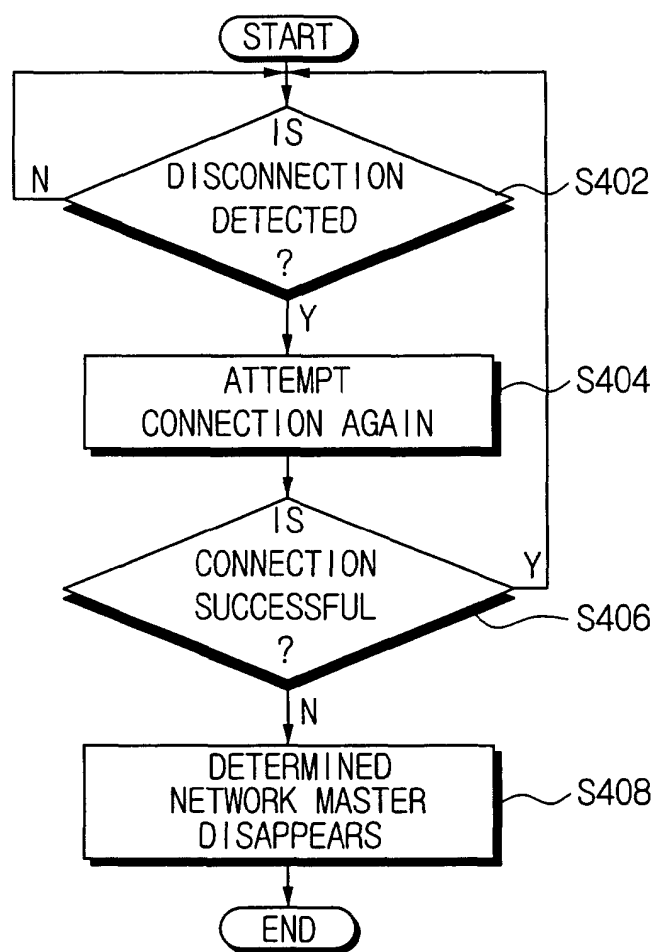 START
IS
DISCONNECTION
DETECTED
?
N
S402
Y
ATTEMPT
CONNECTION AGAIN
S404
IS
CONNECTION
SUCCESSFUL
?
Y
S406
N
DETERMINED
NETWORK MASTER
DISAPPEARS
S408
END